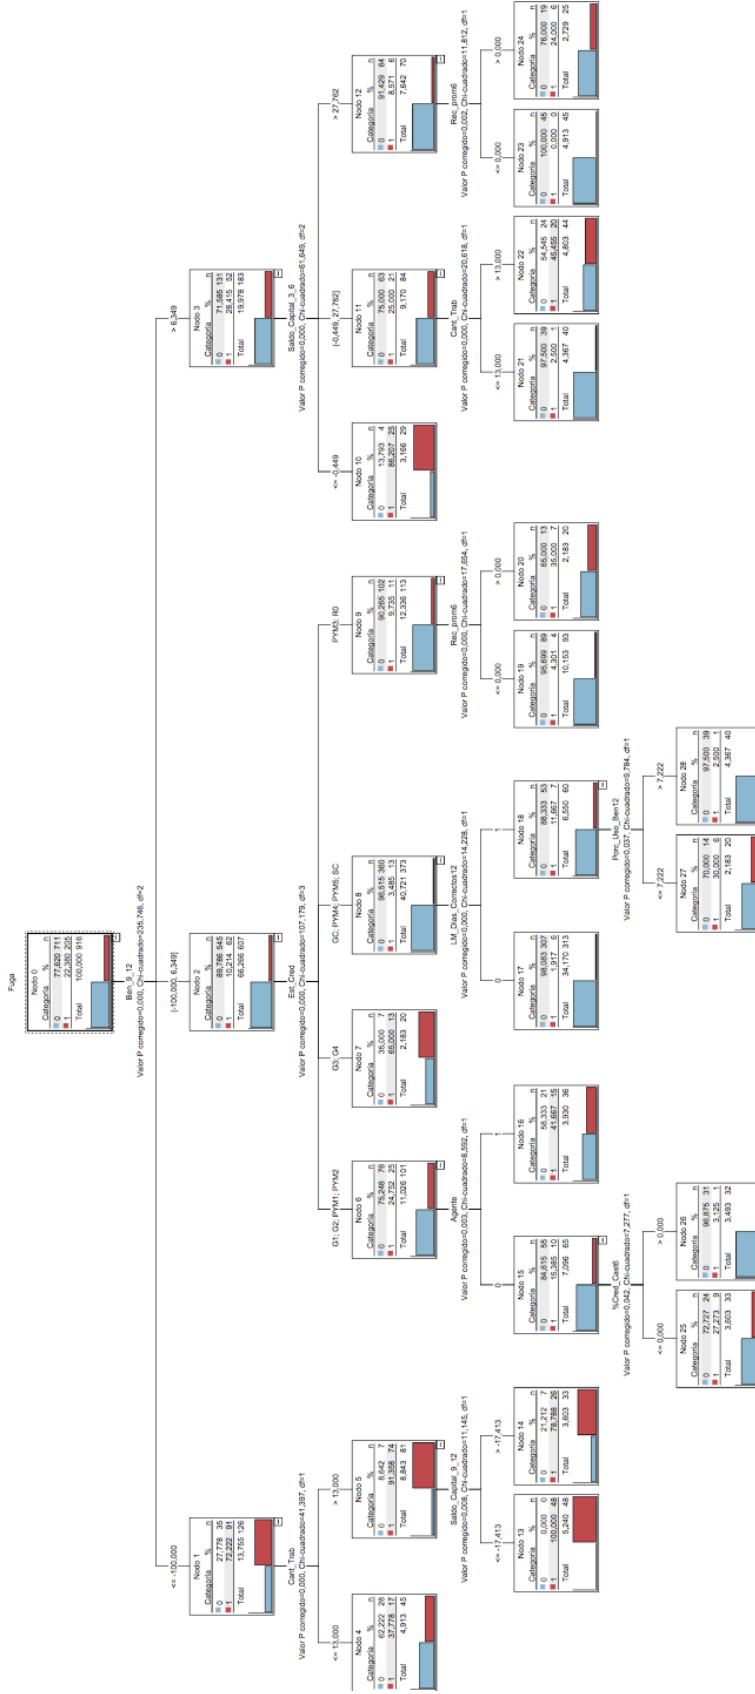 Fuga
Nodo 0
Categoría % n
0 77,620 711
1 22,380 205
Total 100,000 916
Ben_9_12
Valor P corregido=0,000, Chi-cuadrado=235,746, df=2
<= -100,000
(-100,000, 6,349]
> 6,349
Nodo 1
Categoría % n
0 27,778 35
1 72,222 91
Total 13,755 126
Cant_Trab
Valor P corregido=0,000, Chi-cuadrado=41,397, df=1
Nodo 2
Categoría % n
0 89,786 545
1 10,214 62
Total 66,266 607
Est_Cred
Valor P corregido=0,000, Chi-cuadrado=107,179, df=3
Nodo 3
Categoría % n
0 71,585 131
1 28,415 52
Total 19,978 183
Saldo_Capital_3_6
Valor P corregido=0,000, Chi-cuadrado=61,649, df=2
<= 13,000
> 13,000
G1; G2; PYM1; PYM2
G3; G4
GC; PYM4; PYM5; SC
PYM3; R0
<= -0,449
(-0,449, 27,762]
> 27,762
Nodo 4
Categoría % n
0 62,222 28
1 37,778 17
Total 4,913 45
Nodo 5
Categoría % n
0 8,642 7
1 91,358 74
Total 8,843 81
Saldo_Capital_9_12
Valor P corregido=0,008, Chi-cuadrado=11,145, df=1
Nodo 6
Categoría % n
0 75,248 76
1 24,752 25
Total 11,026 101
Agente
Valor P corregido=0,003, Chi-cuadrado=8,592, df=1
Nodo 7
Categoría % n
0 35,000 7
1 65,000 13
Total 2,183 20
Nodo 8
Categoría % n
0 96,515 360
1 3,485 13
Total 40,721 373
LM_Dias_Correctos12
Valor P corregido=0,000, Chi-cuadrado=14,228, df=1
Nodo 9
Categoría % n
0 90,265 102
1 9,735 11
Total 12,336 113
Rec_prom6
Valor P corregido=0,000, Chi-cuadrado=17,654, df=1
Nodo 10
Categoría % n
0 13,793 4
1 86,207 25
Total 3,166 29
Nodo 11
Categoría % n
0 75,000 63
1 25,000 21
Total 9,170 84
Cant_Trab
Valor P corregido=0,000, Chi-cuadrado=20,618, df=1
Nodo 12
Categoría % n
0 91,429 64
1 8,571 6
Total 7,642 70
Rec_prom6
Valor P corregido=0,002, Chi-cuadrado=11,812, df=1
<= -17,413
> -17,413
0
1
0
1
<= 0,000
> 0,000
<= 13,000
> 13,000
<= 0,000
> 0,000
Nodo 13
Categoría % n
0 0,000 0
1 100,000 48
Total 5,240 48
Nodo 14
Categoría % n
0 21,212 7
1 78,788 26
Total 3,603 33
Nodo 15
Categoría % n
0 84,615 55
1 15,385 10
Total 7,096 65
%Cred_Cast6
Valor P corregido=0,042, Chi-cuadrado=7,277, df=1
Nodo 16
Categoría % n
0 58,333 21
1 41,667 15
Total 3,930 36
Nodo 17
Categoría % n
0 98,083 307
1 1,917 6
Total 34,170 313
Nodo 18
Categoría % n
0 88,333 53
1 11,667 7
Total 6,550 60
Porc_Uso_Ben12
Valor P corregido=0,037, Chi-cuadrado=9,784, df=1
Nodo 19
Categoría % n
0 95,699 89
1 4,301 4
Total 10,153 93
Nodo 20
Categoría % n
0 65,000 13
1 35,000 7
Total 2,183 20
Nodo 21
Categoría % n
0 97,500 39
1 2,500 1
Total 4,367 40
Nodo 22
Categoría % n
0 54,545 24
1 45,455 20
Total 4,803 44
Nodo 23
Categoría % n
0 100,000 45
1 0,000 0
Total 4,913 45
Nodo 24
Categoría % n
0 76,000 19
1 24,000 6
Total 2,729 25
<= 0,000
> 0,000
<= 7,222
> 7,222
Nodo 25
Categoría % n
0 72,727 24
1 27,273 9
Total 3,603 33
Nodo 26
Categoría % n
0 96,875 31
1 3,125 1
Total 3,493 32
Nodo 27
Categoría % n
0 70,000 14
1 30,000 6
Total 2,183 20
Nodo 28
Categoría % n
0 97,500 39
1 2,500 1
Total 4,367 40